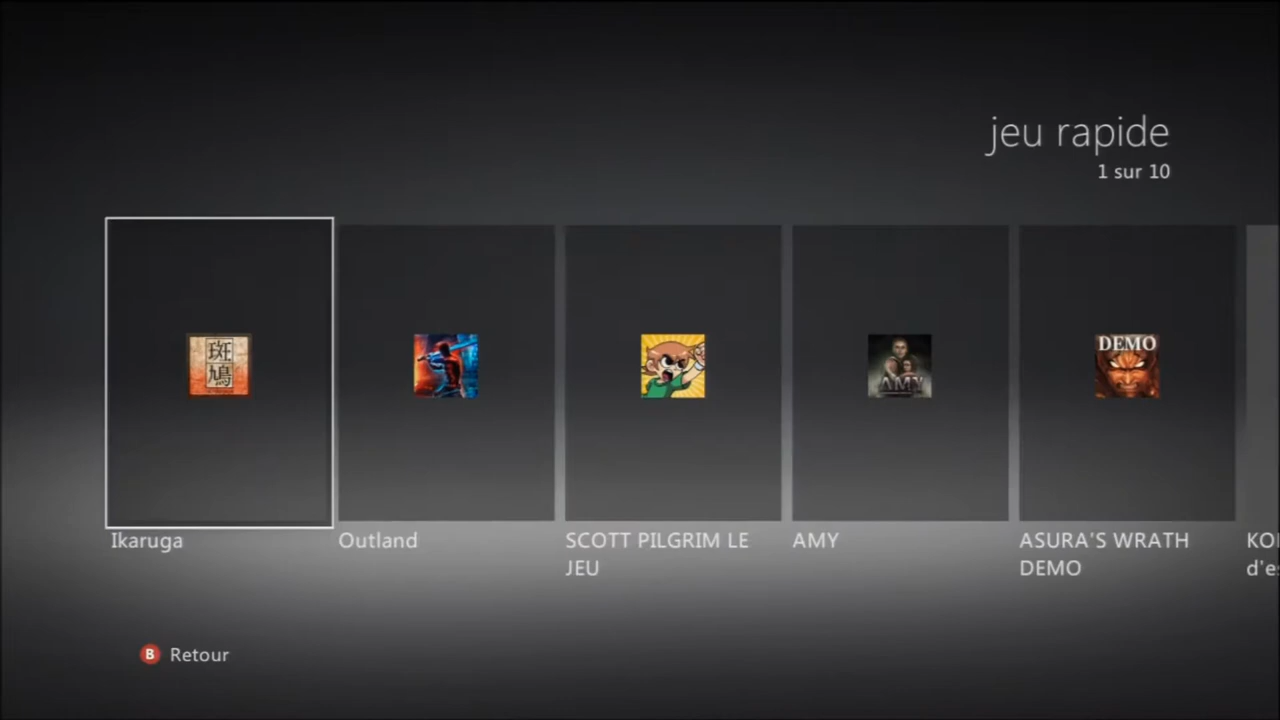 jeu rapide
1 sur 10
斑
鳩
AMY
DEMO
Ikaruga
Outland
SCOTT PILGRIM LE
JEU
AMY
ASURA'S WRATH
DEMO
B Retour